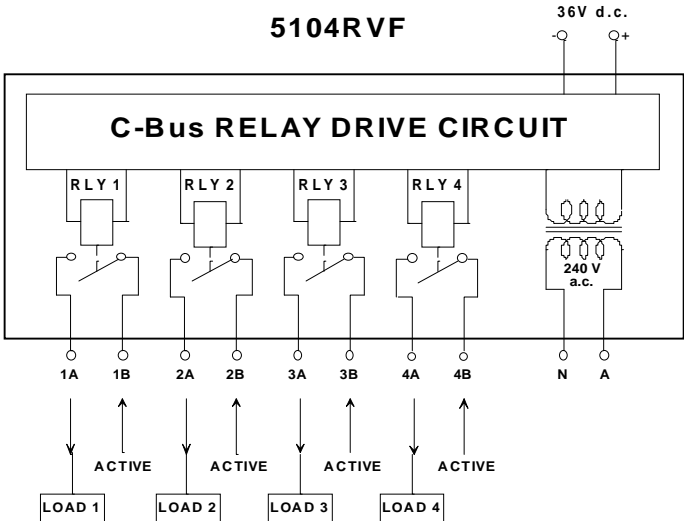 5104RVF
36V d.c.
- +
C-Bus RELAY DRIVE CIRCUIT
RLY 1 RLY 2 RLY 3 RLY 4
240 V
a.c.
1A 1B 2A 2B 3A 3B 4A 4B N A
ACTIVE ACTIVE ACTIVE ACTIVE
LOAD 1 LOAD 2 LOAD 3 LOAD 4